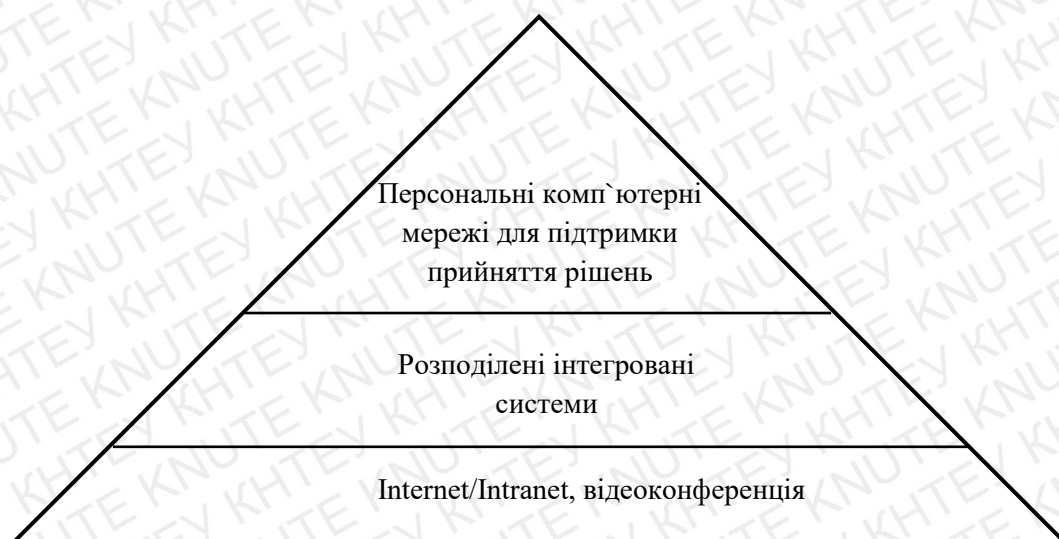 Персональні комп`ютерні
мережі для підтримки
прийняття рішень
Розподілені інтегровані
системи
Internet/Intranet, відеоконференція